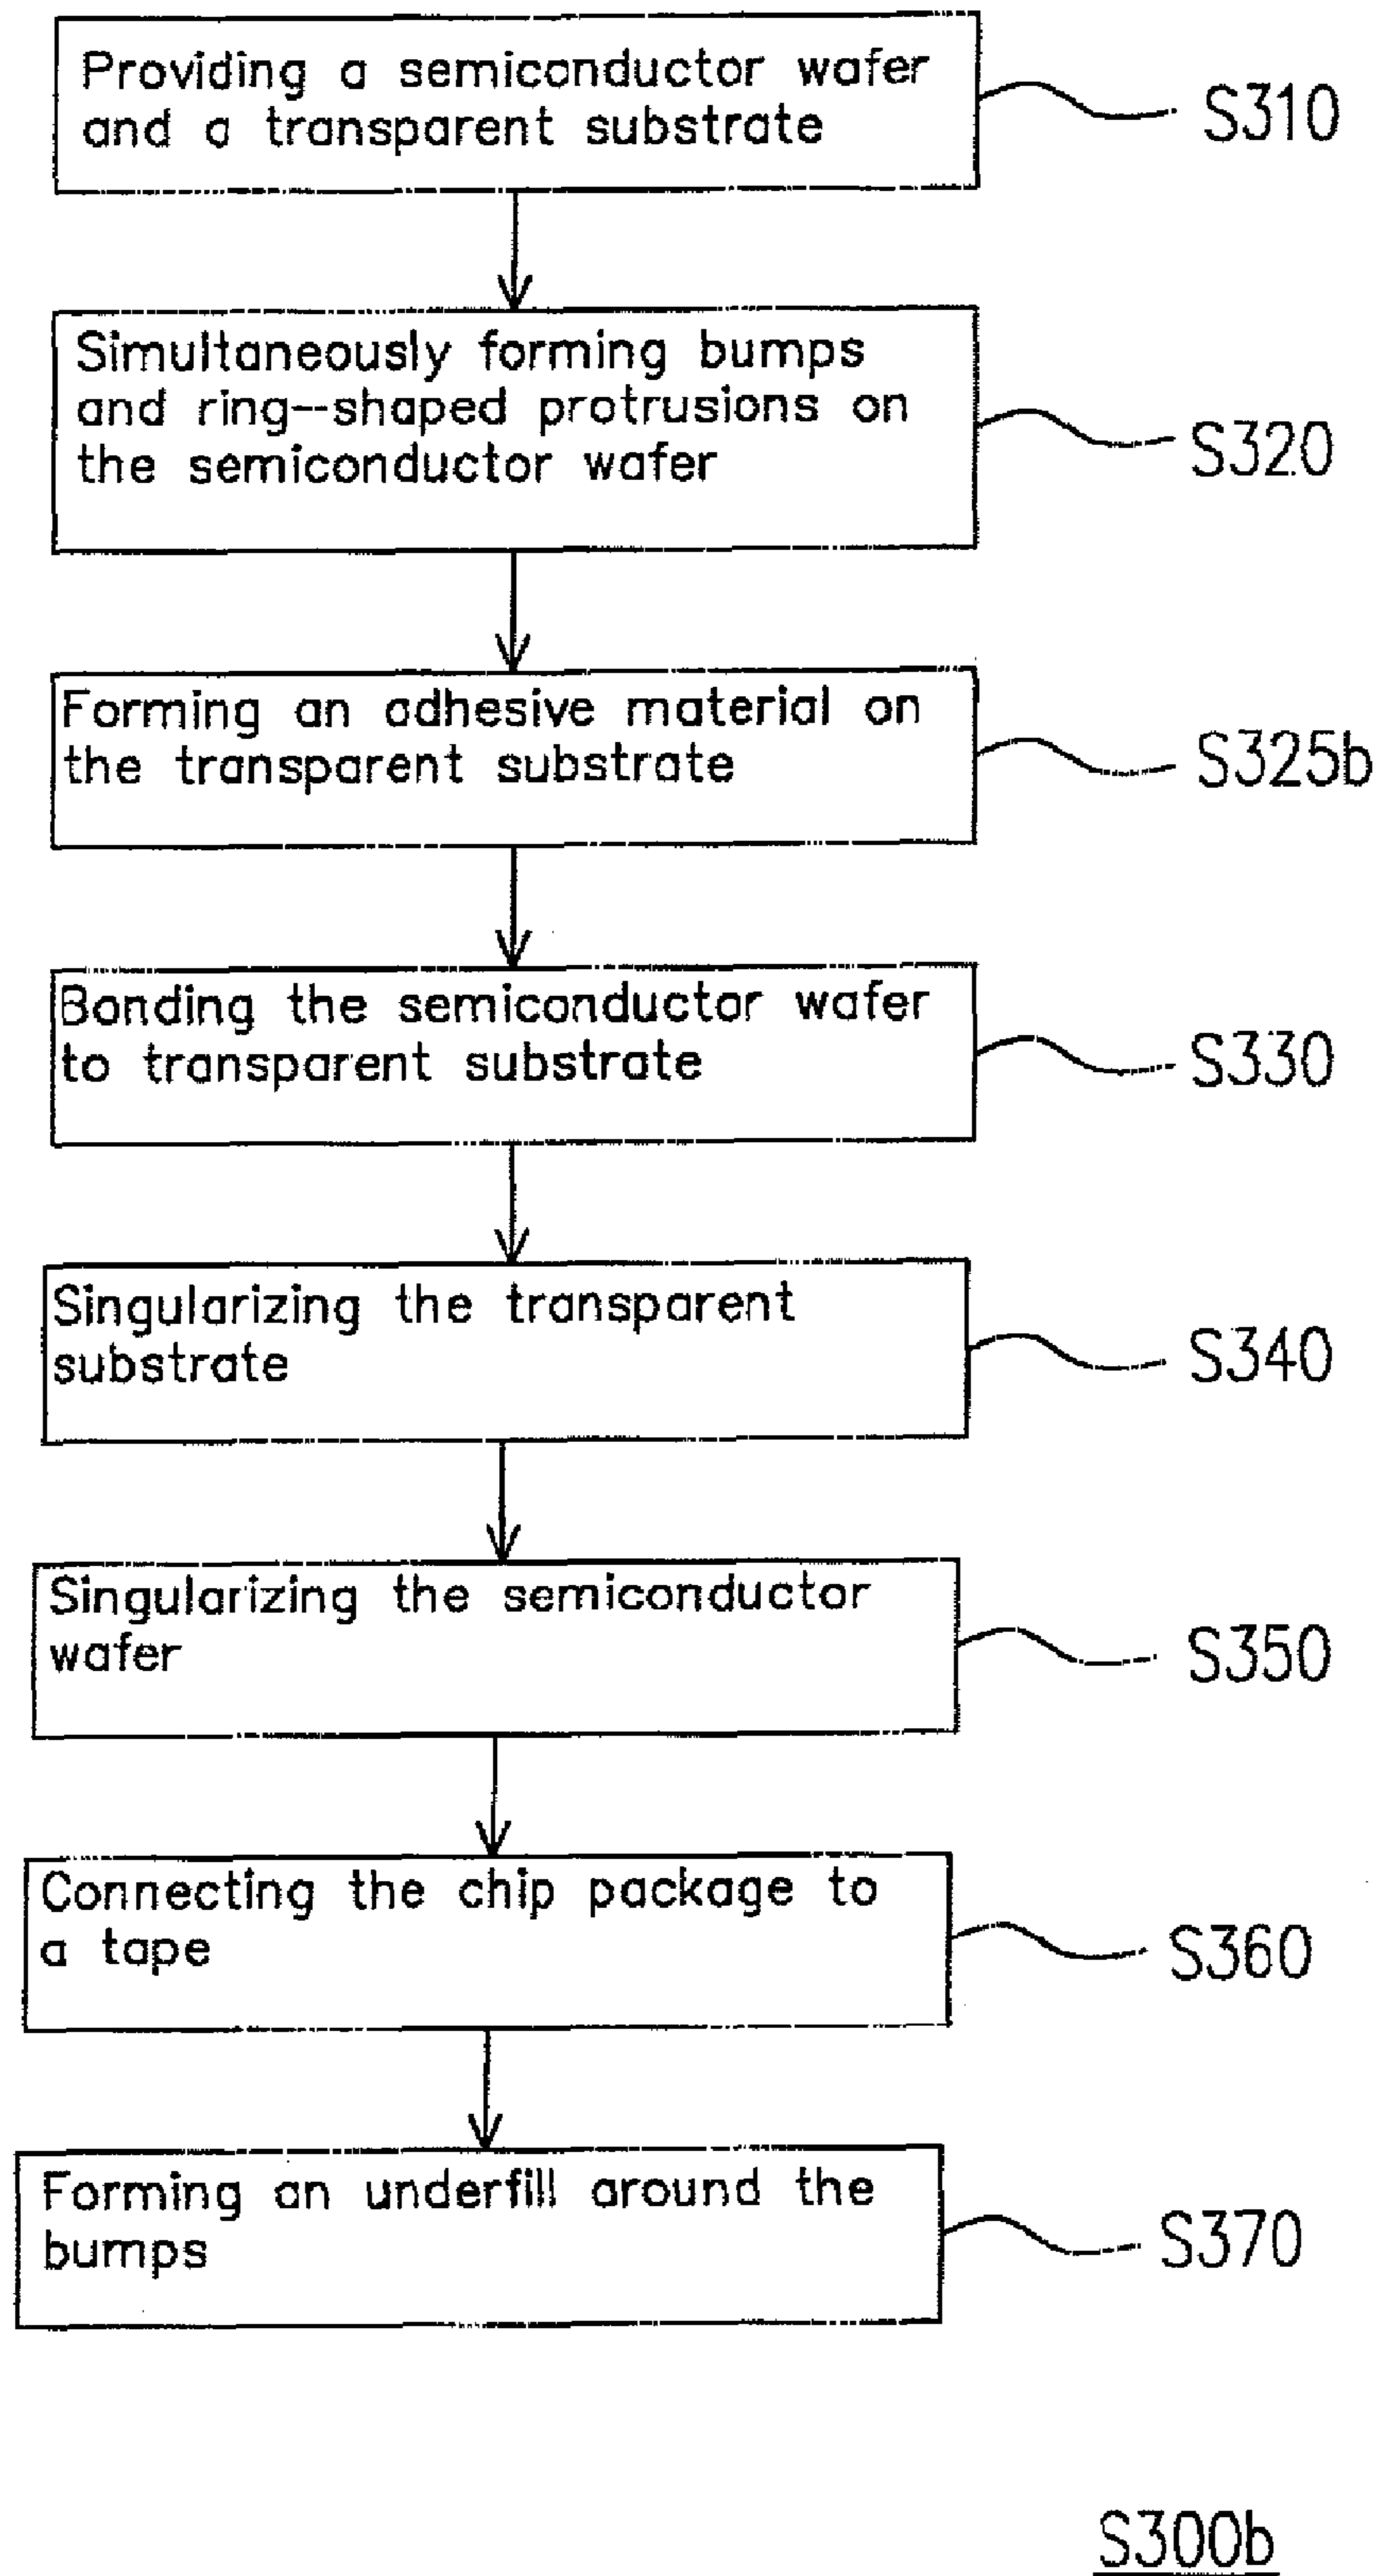 Providing a semiconductor wafer
and a transparent substrate
S310
Simultaneously forming bumps
and ring--shaped protrusions on
the semiconductor wafer
S320
Forming an adhesive material on
the transparent substrate
S325b
Bonding the semiconductor wafer
to transparent substrate
S330
Singularizing the transparent
substrate
S340
Singularizing the semiconductor
wafer
S350
Connecting the chip package to
a tape
S360
Forming an underfill around the
bumps
S370
S300b